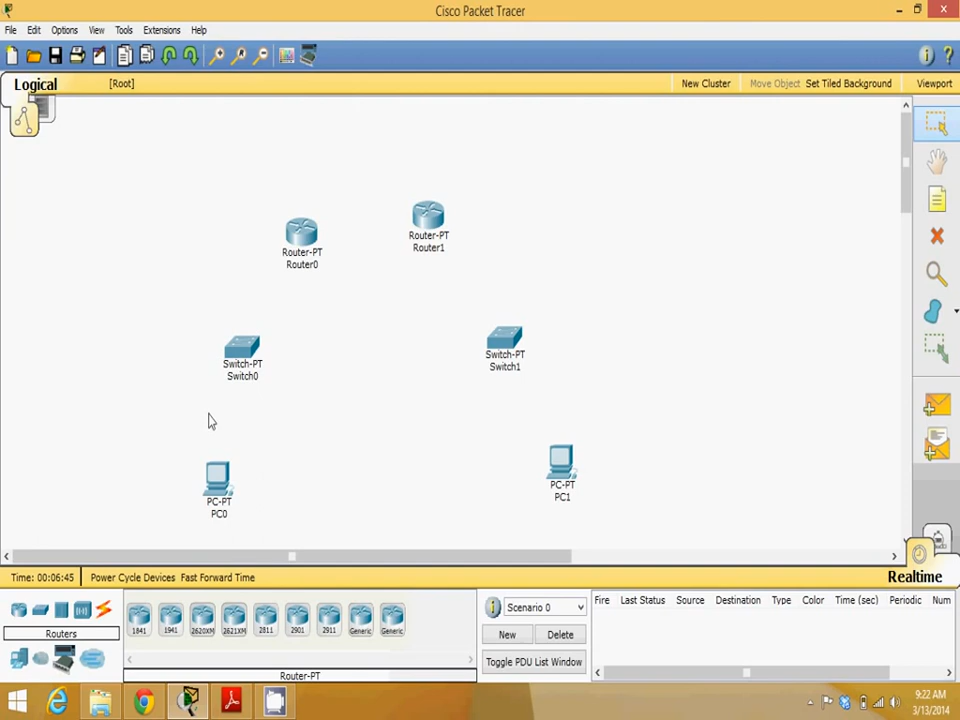 Cisco Packet Tracer
File Edit Options View Tools Extensions Help
Logical [Root] New Cluster Move Object Set Tiled Background Viewport
Router-PT
Router1
Router-PT
Router0
Switch-PT
Switch1
Switch-PT
Switch0
PC-PT
PC1
PC-PT
PC0
Time: 00:06:45 Power Cycle Devices Fast Forward Time Realtime
Scenario 0
Fire Last Status Source Destination Type Color Time (sec) Periodic Num
1841 1941 2620XM 2621XM 2811 2901 2911 Generic Generic
Routers
New Delete
Toggle PDU List Window
Router-PT
9:22 AM
3/13/2014